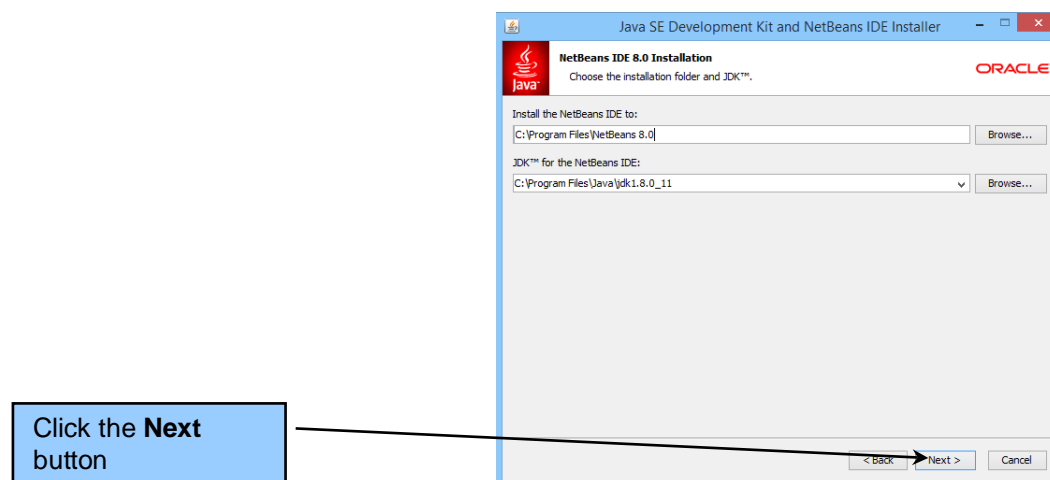 Java SE Development Kit and NetBeans IDE Installer
Java
NetBeans IDE 8.0 Installation
Choose the installation folder and JDK™.
ORACLE
Install the NetBeans IDE to:
C:\Program Files\NetBeans 8.0
Browse...
JDK™ for the NetBeans IDE:
C:\Program Files\Java\jdk1.8.0_11
Browse...
Click the Next
button
< Back
Next >
Cancel